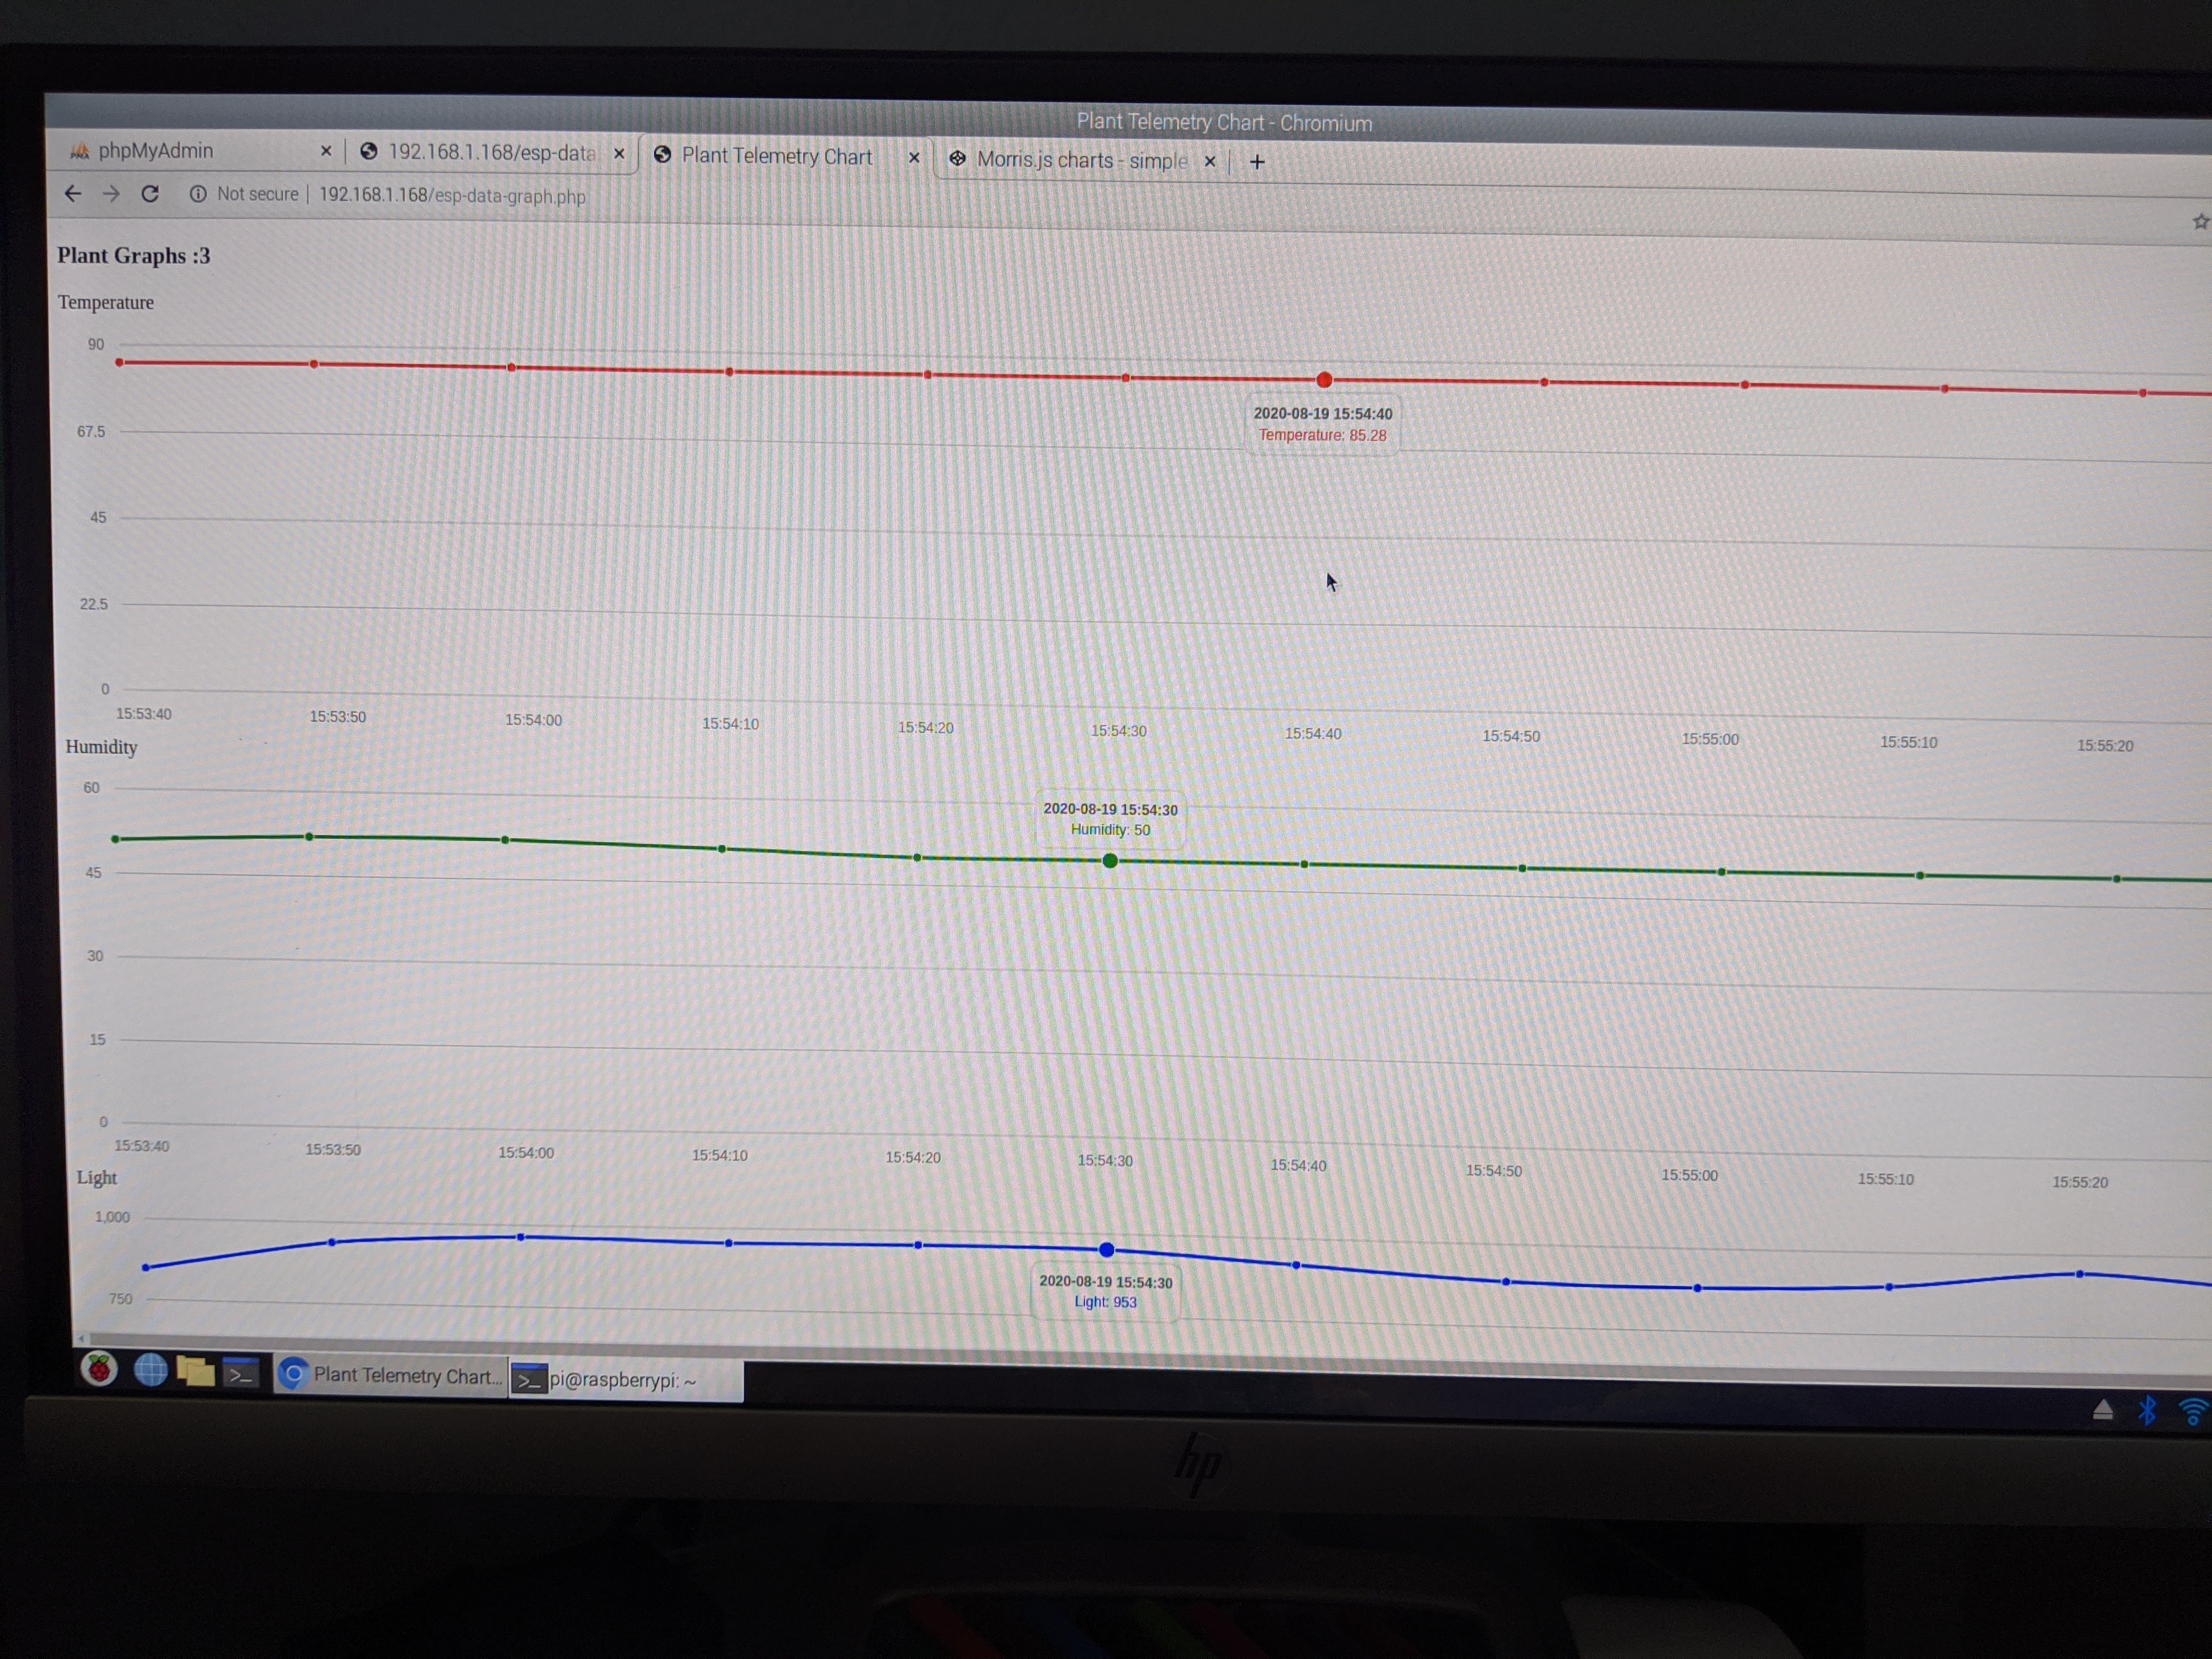 Plant Telemetry Chart - Chromium
phpMyAdmin
192.168.1.168/esp-data
Plant Telemetry Chart
Morris.js charts - simple
Not secure | 192.168.1.168/esp-data-graph.php
Plant Graphs :3
Temperature
90
67.5
45
22.5
0
2020-08-19 15:54:40
Temperature: 85.28
15:53:40 15:53:50 15:54:00 15:54:10 15:54:20 15:54:30 15:54:40 15:54:50 15:55:00 15:55:10 15:55:20
Humidity
60
45
30
15
0
2020-08-19 15:54:30
Humidity: 50
15:53:40 15:53:50 15:54:00 15:54:10 15:54:20 15:54:30 15:54:40 15:54:50 15:55:00 15:55:10 15:55:20
Light
1,000
750
2020-08-19 15:54:30
Light: 953
Plant Telemetry Chart...
pi@raspberrypi: ~
hp